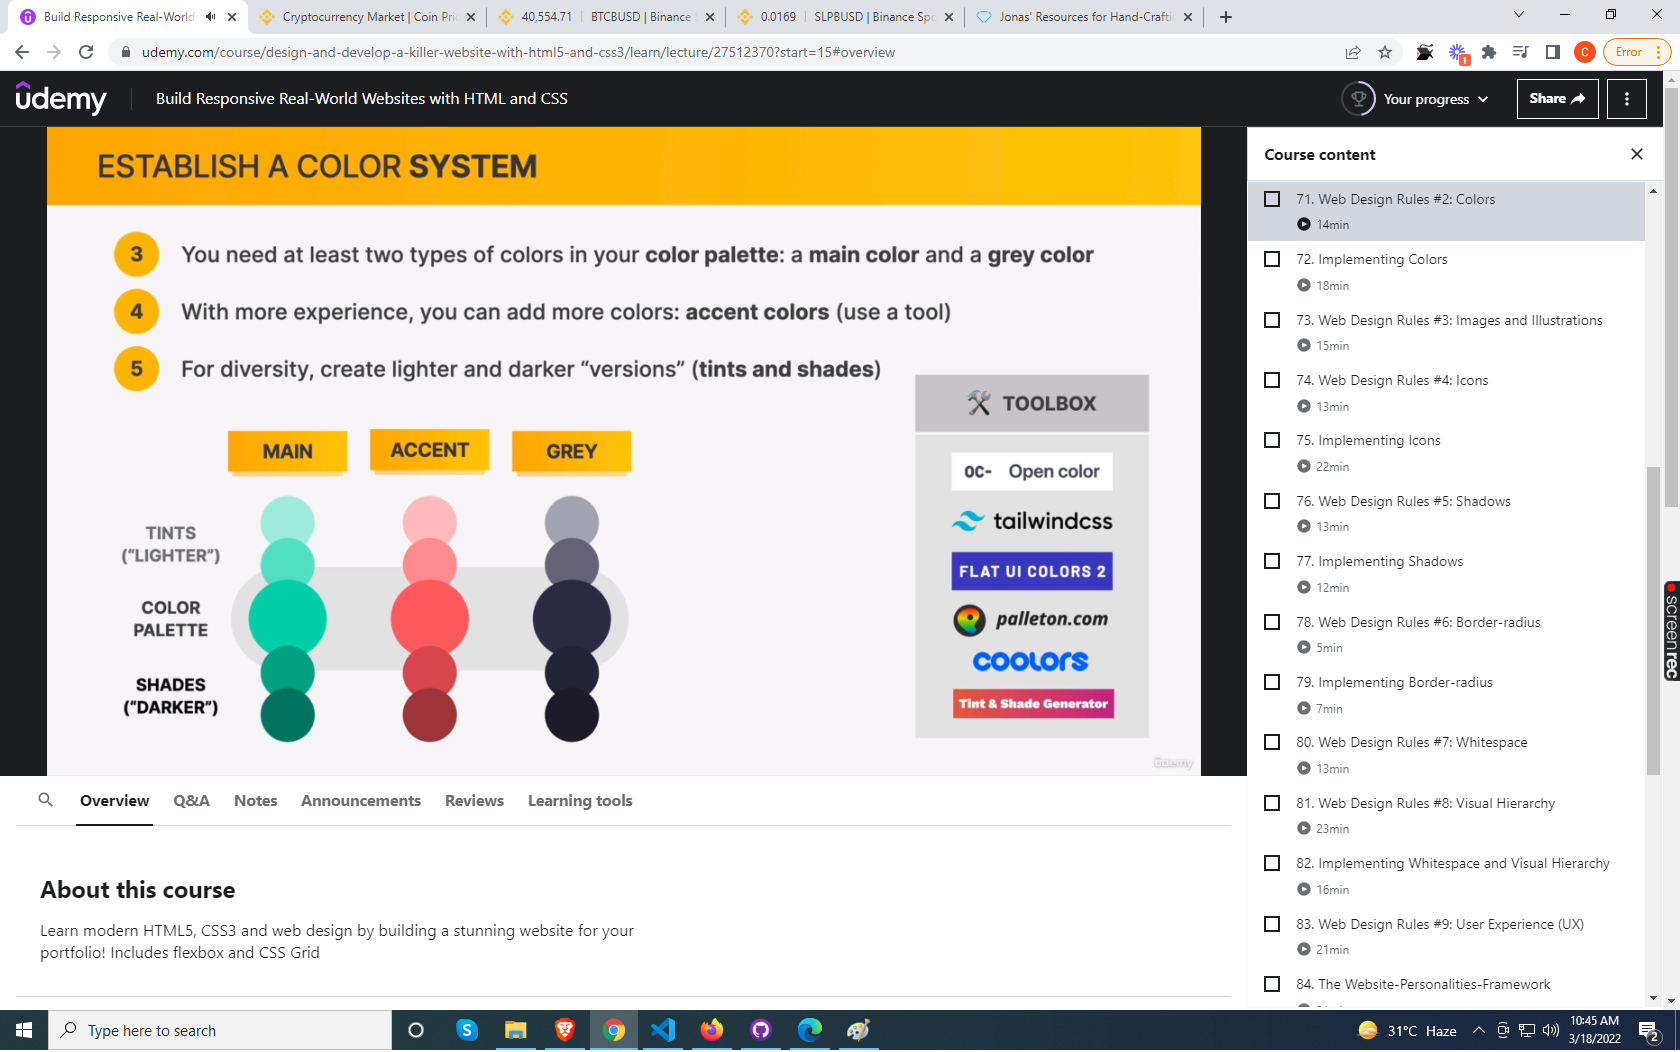 Build Responsive Real-World
Cryptocurrency Market | Coin Pri
40,554.71 | BTCBUSD | Binance
0.0169 | SLPBUSD | Binance Spo
Jonas' Resources for Hand-Crafti
udemy.com/course/design-and-develop-a-killer-website-with-html5-and-css3/learn/lecture/27512370?start=15#overview
1
C
Error
udemy
Build Responsive Real-World Websites with HTML and CSS
Your progress
Share
ESTABLISH A COLOR SYSTEM
3 You need at least two types of colors in your color palette: a main color and a grey color
4 With more experience, you can add more colors: accent colors (use a tool)
5 For diversity, create lighter and darker “versions” (tints and shades)
MAIN
ACCENT
GREY
TINTS
(“LIGHTER”)
COLOR
PALETTE
SHADES
(“DARKER”)
TOOLBOX
OC- Open color
tailwindcss
FLAT UI COLORS 2
palleton.com
coolors
Tint & Shade Generator
udemy
Course content
71. Web Design Rules #2: Colors
14min
72. Implementing Colors
18min
73. Web Design Rules #3: Images and Illustrations
15min
74. Web Design Rules #4: Icons
13min
75. Implementing Icons
22min
76. Web Design Rules #5: Shadows
13min
77. Implementing Shadows
12min
78. Web Design Rules #6: Border-radius
5min
79. Implementing Border-radius
7min
80. Web Design Rules #7: Whitespace
13min
81. Web Design Rules #8: Visual Hierarchy
23min
82. Implementing Whitespace and Visual Hierarchy
16min
83. Web Design Rules #9: User Experience (UX)
21min
84. The Website-Personalities-Framework
screenrec
Overview
Q&A
Notes
Announcements
Reviews
Learning tools
About this course
Learn modern HTML5, CSS3 and web design by building a stunning website for your
portfolio! Includes flexbox and CSS Grid
Type here to search
31°C Haze
10:45 AM
3/18/2022
2